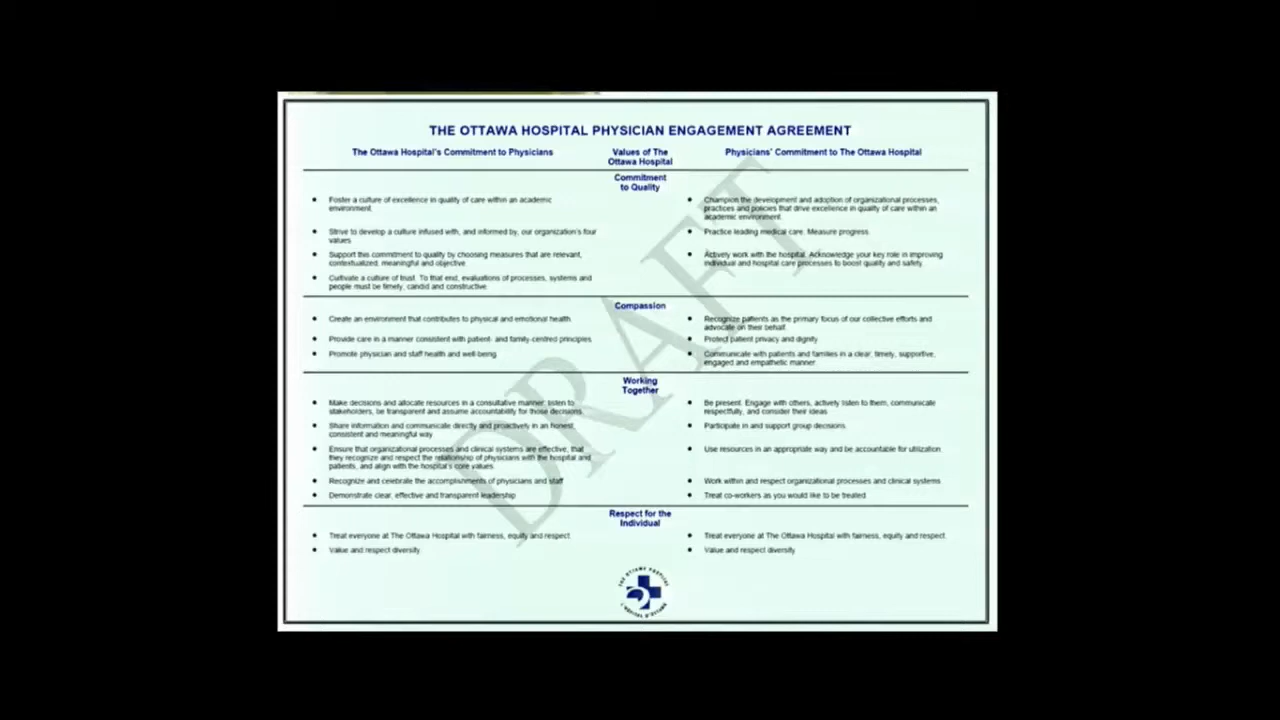 THE OTTAWA HOSPITAL PHYSICIAN ENGAGEMENT AGREEMENT
The Ottawa Hospital's Commitment to Physicians
Values of The
Ottawa Hospital
Physicians' Commitment to The Ottawa Hospital
Commitment
to Quality
Foster a culture of excellence in quality of care within an academic
environment.
Strive to develop a culture infused with, and informed by, our organization's four
values
Support this commitment to quality by choosing measures that are relevant,
contextualized, meaningful and objective
Cultivate a culture of trust. To that end, evaluations of processes, systems and
people must be timely, candid and constructive
Champion the development and adoption of organizational processes,
practices and policies that drive excellence in quality of care within an
academic environment
Practice leading medical care. Measure progress
Actively work with the hospital. Acknowledge your key role in improving
individual and hospital care processes to boost quality and safety
Compassion
Create an environment that contributes to physical and emotional health
Provide care in a manner consistent with patient- and family-centred principles
Promote physician and staff health and well-being
Recognize patients as the primary focus of our collective efforts and
advocate on their behalf
Protect patient privacy and dignity
Communicate with patients and families in a clear, timely, supportive,
engaged and empathetic manner
Working
Together
Make decisions and allocate resources in a consultative manner; listen to
stakeholders, be transparent and assume accountability for those decisions
Share information and communicate directly and proactively in an honest,
consistent and meaningful way
Ensure that organizational processes and clinical systems are effective, that
they recognize and respect the relationship of physicians with the hospital and
patients, and align with the hospital's core values
Recognize and celebrate the accomplishments of physicians and staff
Demonstrate clear, effective and transparent leadership
Be present. Engage with others, actively listen to them, communicate
respectfully, and consider their ideas
Participate in and support group decisions
Use resources in an appropriate way and be accountable for utilization
Work within and respect organizational processes and clinical systems
Treat co-workers as you would like to be treated
Respect for the
Individual
Treat everyone at The Ottawa Hospital with fairness, equity and respect
Value and respect diversity
Treat everyone at The Ottawa Hospital with fairness, equity and respect
Value and respect diversity
DRAFT
THE OTTAWA HOSPITAL
L'HOPITAL D'OTTAWA